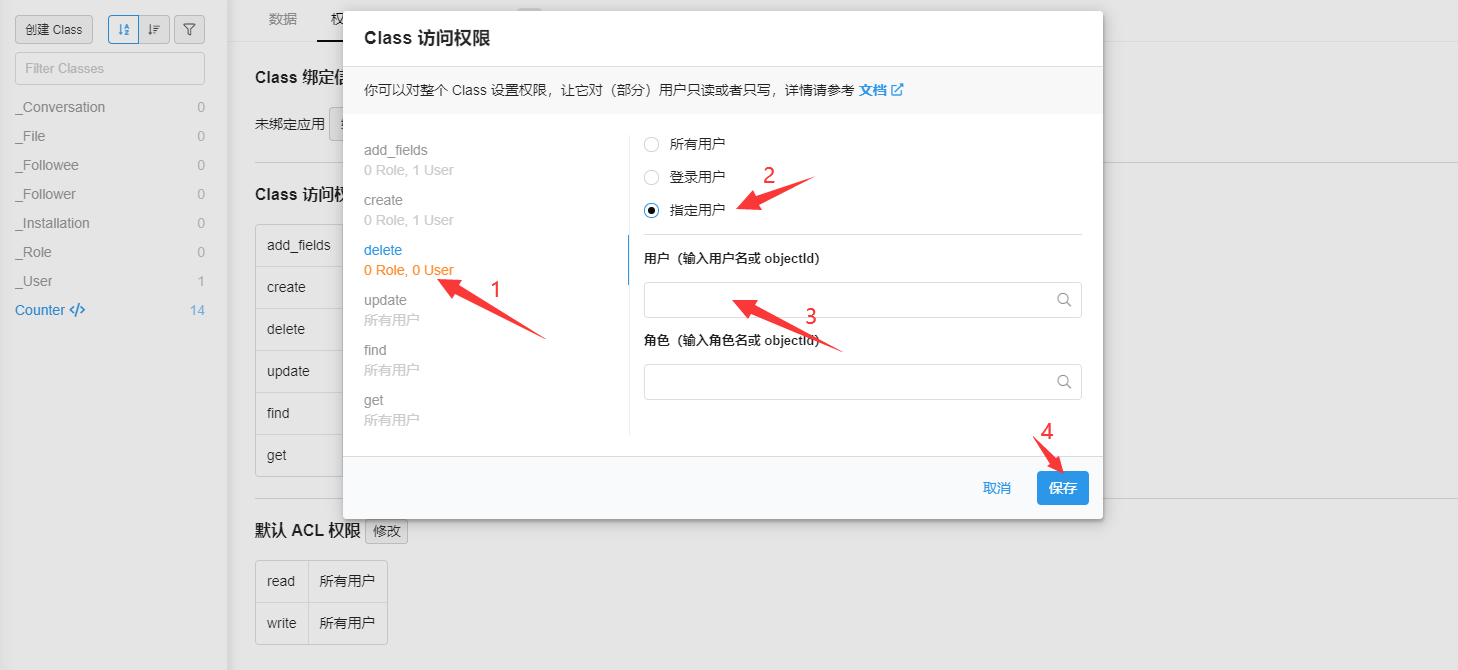 创建 Class
Filter Classes
_Conversation 0
_File 0
_Followee 0
_Follower 0
_Installation 0
_Role 0
_User 1
Counter </> 14
数据 权
Class 绑定信
未绑定应用
Class 访问权
add_fields
create
delete
update
find
get
默认 ACL 权限 修改
read 所有用户
write 所有用户
Class 访问权限
你可以对整个 Class 设置权限，让它对（部分）用户只读或者只写，详情请参考 文档
add_fields
0 Role, 1 User
create
0 Role, 1 User
delete
0 Role, 0 User
1
update
所有用户
find
所有用户
get
所有用户
所有用户
登录用户
2
指定用户
用户（输入用户名或 objectId）
3
角色（输入角色名或 objectId）
4
取消 保存